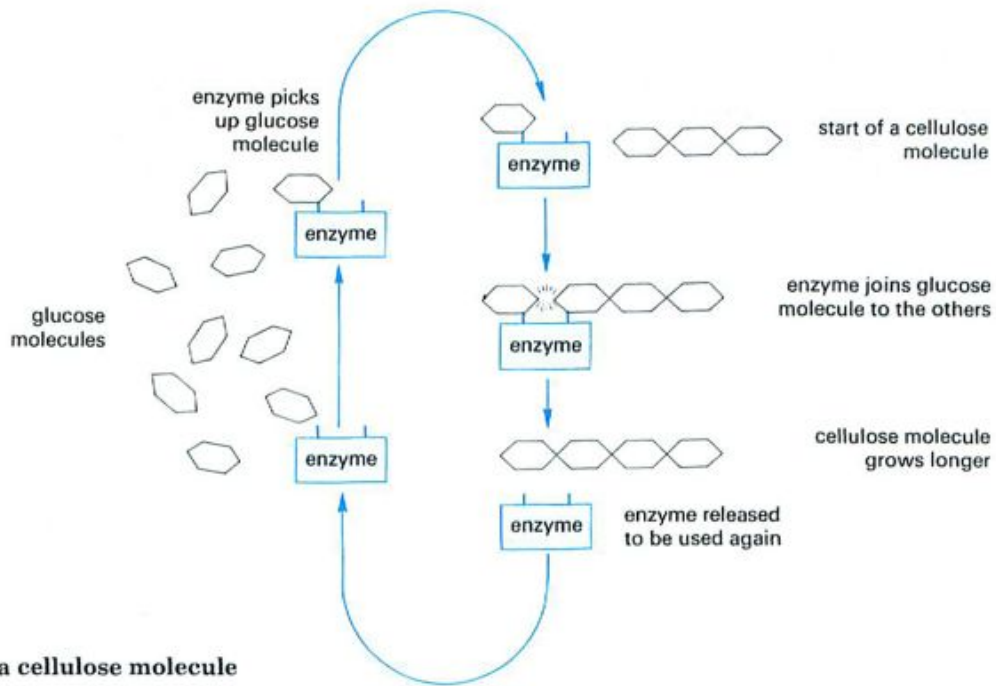 enzyme picks
up glucose
molecule
enzyme
glucose
molecules
enzyme
enzyme
start of a cellulose
molecule
enzyme joins glucose
molecule to the others
enzyme
cellulose molecule
grows longer
enzyme
enzyme released
to be used again
a cellulose molecule